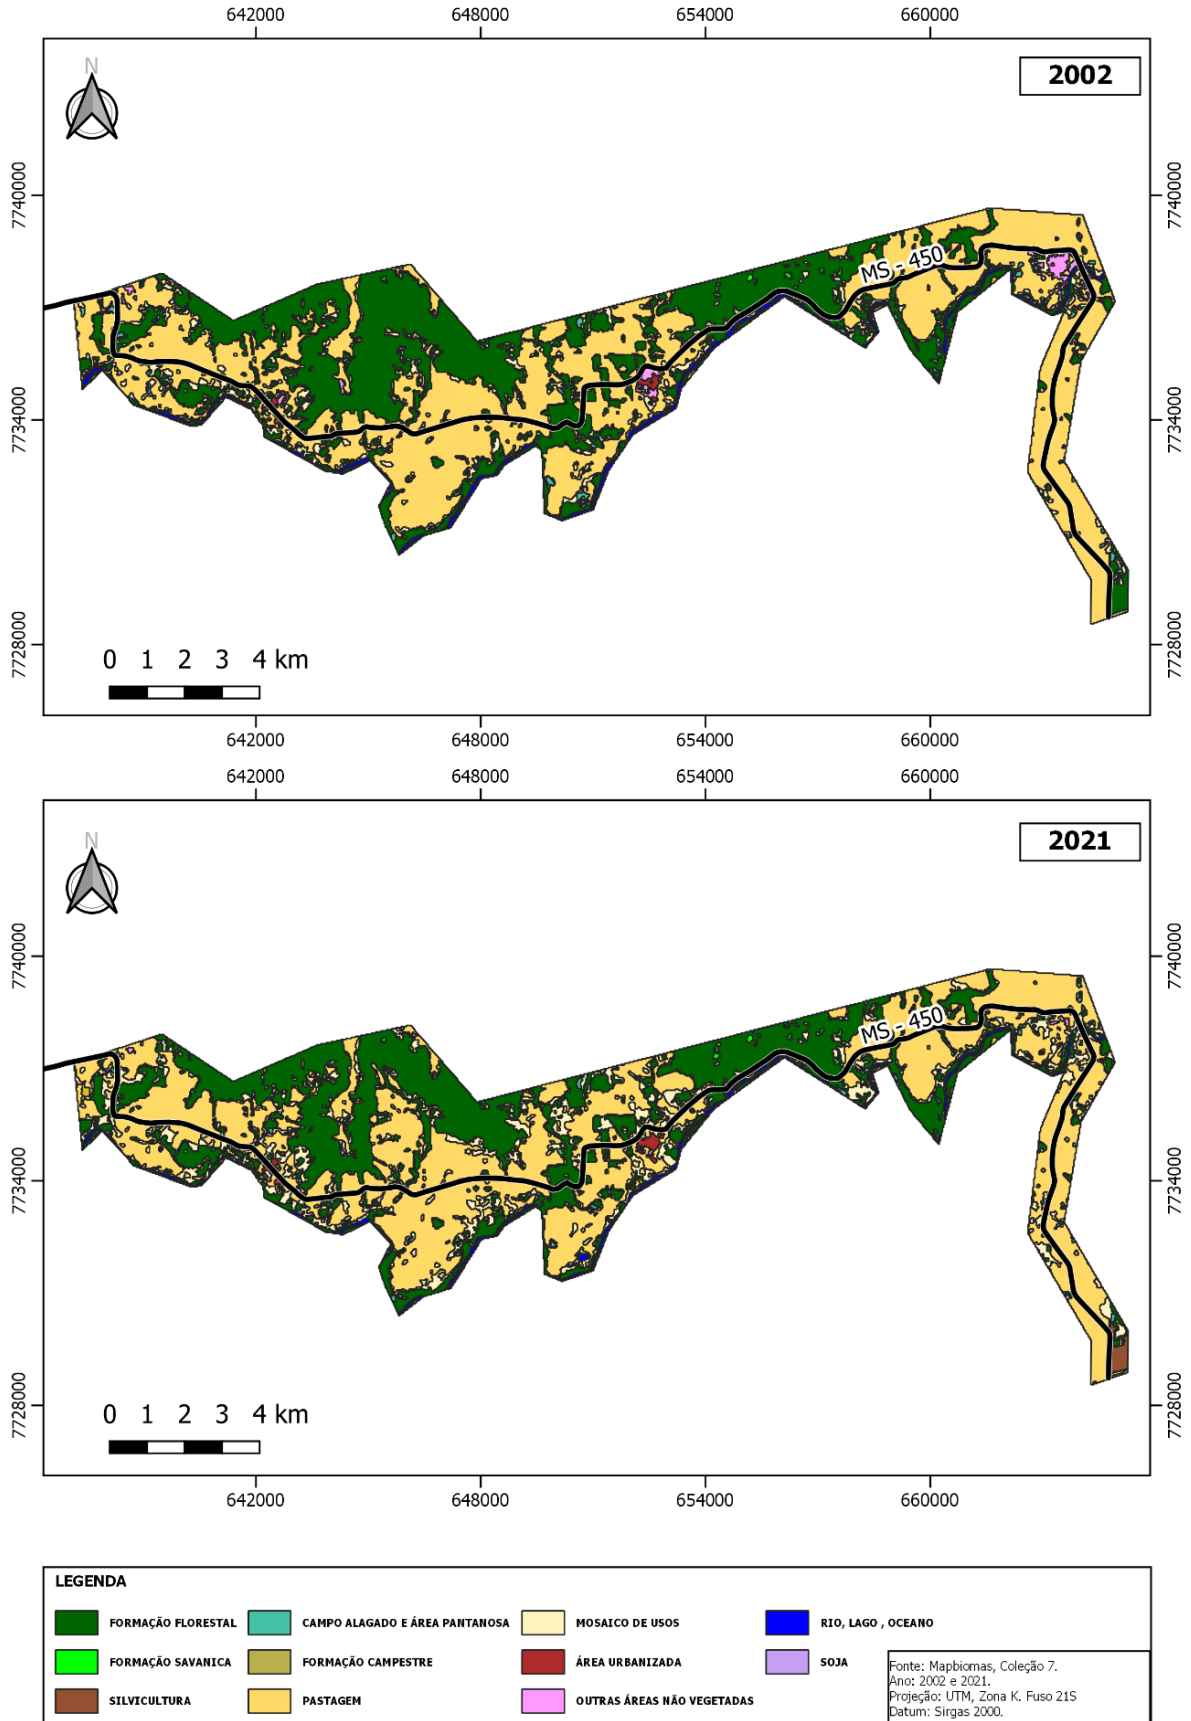 642000 648000 654000 660000
N
2002
7740000 7740000
MS - 450
7734000 7734000
7728000 7728000
0 1 2 3 4 km
642000 648000 654000 660000
642000 648000 654000 660000
N
2021
7740000 7740000
MS - 450
7734000 7734000
7728000 7728000
0 1 2 3 4 km
642000 648000 654000 660000
LEGENDA
FORMAÇÃO FLORESTAL CAMPO ALAGADO E ÁREA PANTANOSA MOSAICO DE USOS RIO, LAGO , OCEANO
FORMAÇÃO SAVANICA FORMAÇÃO CAMPESTRE ÁREA URBANIZADA SOJA
SILVICULTURA PASTAGEM OUTRAS ÁREAS NÃO VEGETADAS
Fonte: Mapbiomas, Coleção 7.
Ano: 2002 e 2021.
Projeção: UTM, Zona K. Fuso 21S
Datum: Sirgas 2000.